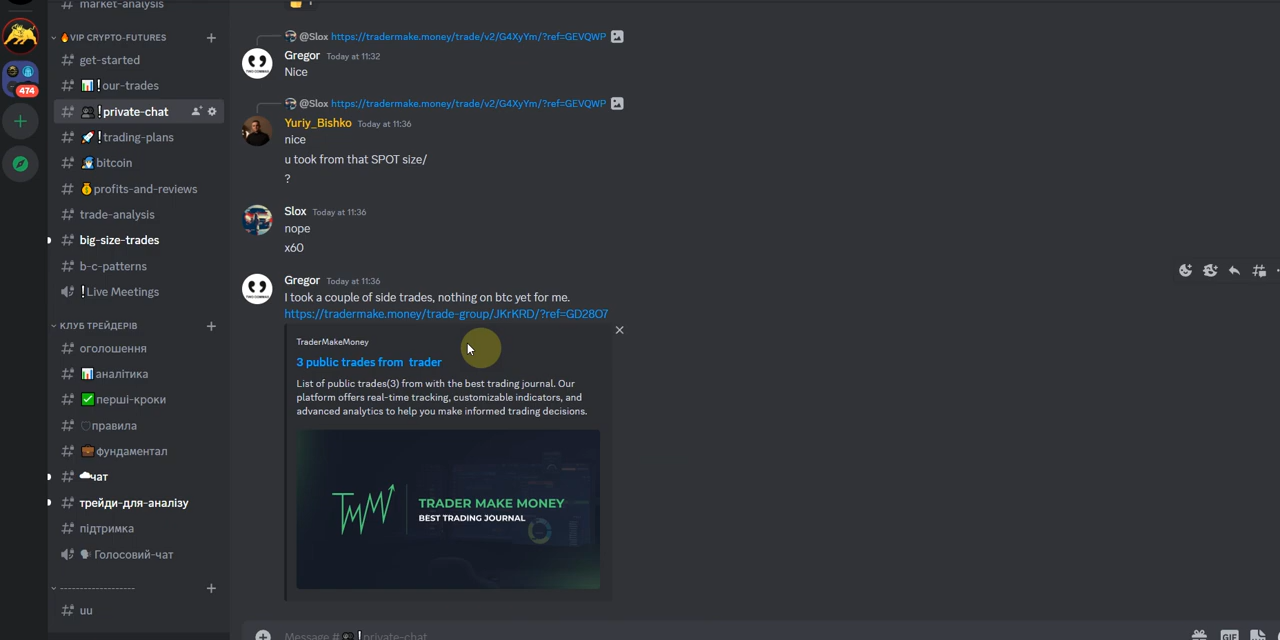 market-analysis
🔥VIP CRYPTO-FUTURES
get-started
📊❕our-trades
❕private-chat
🚀❕trading-plans
bitcoin
💰profits-and-reviews
trade-analysis
big-size-trades
b-c-patterns
❕Live Meetings
КЛУБ ТРЕЙДЕРІВ
оголошення
📊аналітика
✅перші-кроки
правила
💼фундаментал
☁️чат
трейди-для-аналізу
підтримка
🗣️ Голосовий-чат
-------------------
uu
474
@Slox https://tradermake.money/trade/v2/G4XyYm/?ref=GEVQWP
Gregor Today at 11:32
Nice
@Slox https://tradermake.money/trade/v2/G4XyYm/?ref=GEVQWP
Yuriy_Bishko Today at 11:36
nice
u took from that SPOT size/
?
Slox Today at 11:36
nope
x60
Gregor Today at 11:36
I took a couple of side trades, nothing on btc yet for me.
https://tradermake.money/trade-group/JKrKRD/?ref=GD28O7
TraderMakeMoney
3 public trades from trader
List of public trades(3) from with the best trading journal. Our
platform offers real-time tracking, customizable indicators, and
advanced analytics to help you make informed trading decisions.
TMM
TRADER MAKE MONEY
BEST TRADING JOURNAL
Message #❕private-chat
GIF